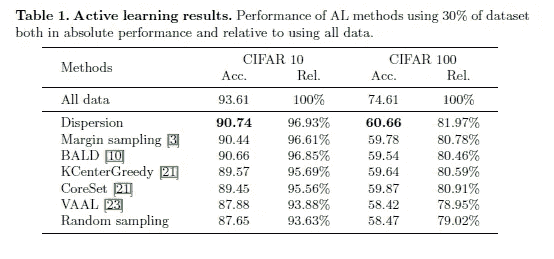 Table 1. Active learning results. Performance of AL methods using 30% of dataset
both in absolute performance and relative to using all data.
Methods CIFAR 10 CIFAR 100
Acc. Rel. Acc. Rel.
All data 93.61 100% 74.61 100%
Dispersion 90.74 96.93% 60.66 81.97%
Margin sampling [3] 90.44 96.61% 59.78 80.78%
BALD [10] 90.66 96.85% 59.54 80.46%
KCenterGreedy [21] 89.57 95.69% 59.64 80.59%
CoreSet [21] 89.45 95.56% 59.87 80.91%
VAAL [23] 87.88 93.88% 58.42 78.95%
Random sampling 87.65 93.63% 58.47 79.02%